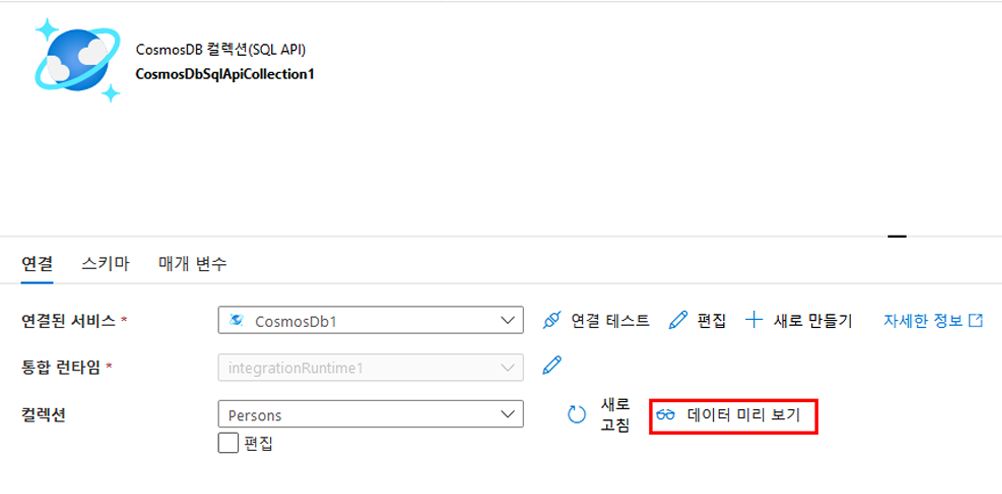 CosmosDB 컬렉션(SQL API)
CosmosDbSqlApiCollection1
연결 스키마 매개 변수
연결된 서비스 * CosmosDb1 연결 테스트 편집 새로 만들기 자세한 정보
통합 런타임 * integrationRuntime1
컬렉션 Persons 새로 고침 데이터 미리 보기
편집